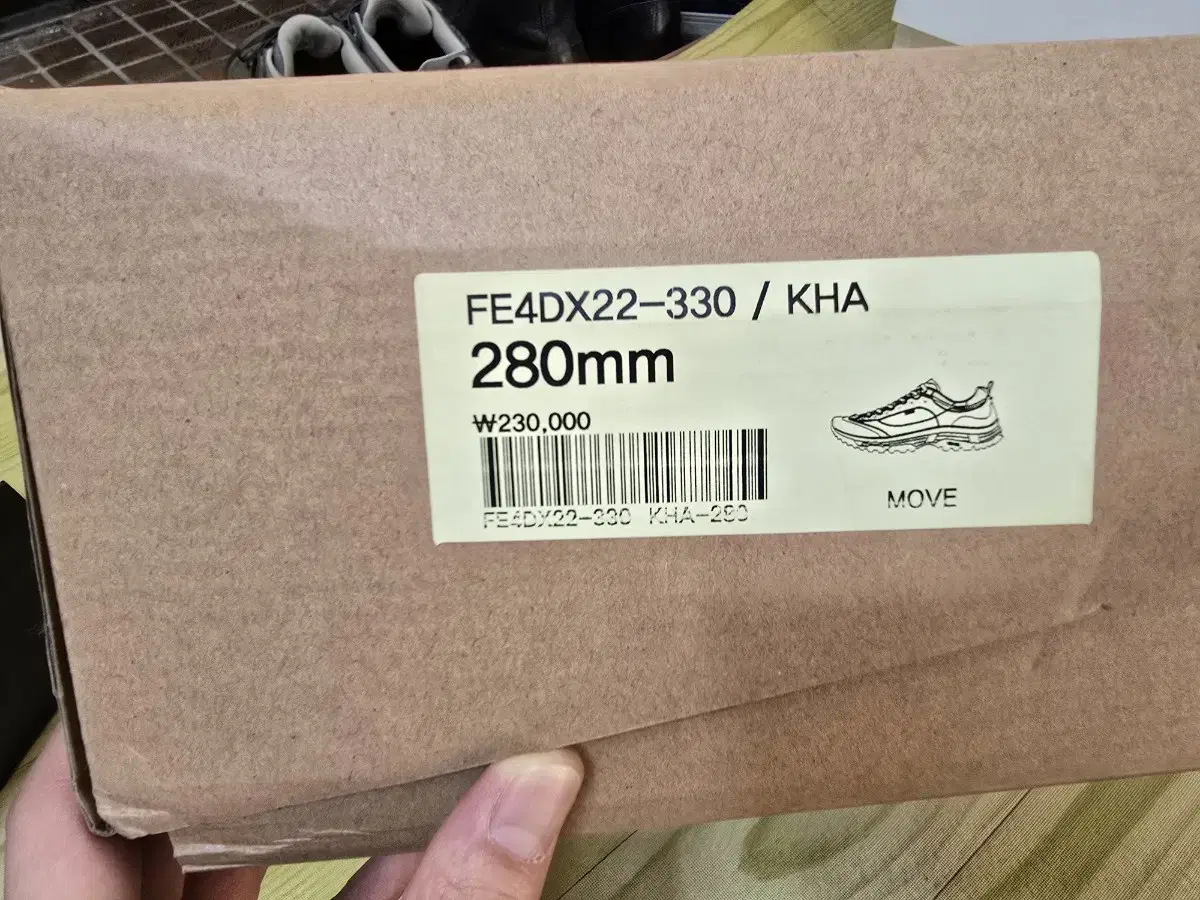 FE4DX22-330 / KHA
280mm
₩230,000
FE4DX22-330 KHA-280
MOVE